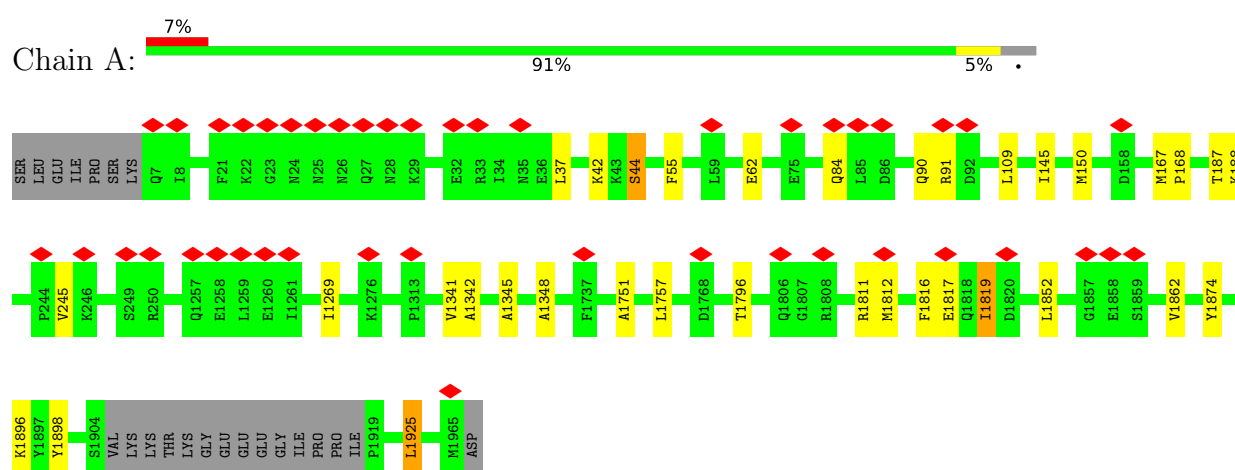 7%
Chain A:
91% 5% •
SER LEU GLU ILE PRO SER LYS Q7 I8 F21 K22 G23 N24 N25 N26 Q27 N28 K29 E32 R33 I34 N35 E36 L37 K42 K43 S44 F55 L59 E62 E75 Q84 L85 D86 Q90 R91 D92 L109 I145 M150 D158 M167 P168 T187 K188
P244 V245 K246 S249 R250 Q1257 E1258 L1259 E1260 I1261 I1269 K1276 P1313 V1341 A1342 A1345 A1348 F1737 A1751 L1757 D1768 T1796 Q1806 G1807 R1808 R1811 M1812 F1816 E1817 Q1818 I1819 D1820 L1852 G1857 E1858 S1859 V1862 Y1874
K1896 Y1897 Y1898 S1904 VAL LYS LYS THR LYS GLY GLU GLU GLU GLY ILE PRO PRO ILE P1919 L1925 M1965 ASP